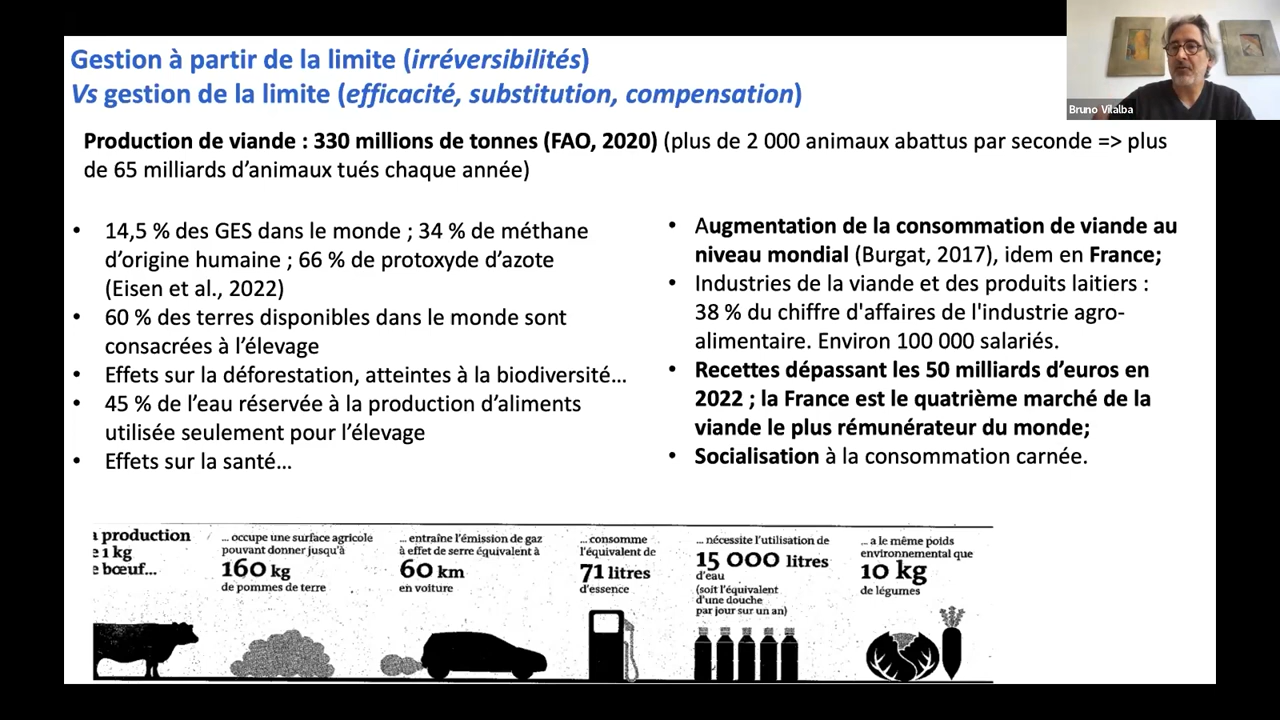 Gestion à partir de la limite (irréversibilités)
Vs gestion de la limite (efficacité, substitution, compensation)
Bruno Vilalba
Production de viande : 330 millions de tonnes (FAO, 2020) (plus de 2 000 animaux abattus par seconde => plus
de 65 milliards d’animaux tués chaque année)
• 14,5 % des GES dans le monde ; 34 % de méthane
d’origine humaine ; 66 % de protoxyde d’azote
(Eisen et al., 2022)
• 60 % des terres disponibles dans le monde sont
consacrées à l’élevage
• Effets sur la déforestation, atteintes à la biodiversité…
• 45 % de l’eau réservée à la production d’aliments
utilisée seulement pour l’élevage
• Effets sur la santé…
• Augmentation de la consommation de viande au
niveau mondial (Burgat, 2017), idem en France;
• Industries de la viande et des produits laitiers :
38 % du chiffre d'affaires de l'industrie agro-
alimentaire. Environ 100 000 salariés.
• Recettes dépassant les 50 milliards d’euros en
2022 ; la France est le quatrième marché de la
viande le plus rémunérateur du monde;
• Socialisation à la consommation carnée.
a production
e 1 kg
e bœuf...
... occupe une surface agricole
pouvant donner jusqu'à
160 kg
de pommes de terre
... entraîne l'émission de gaz
à effet de serre équivalent à
60 km
en voiture
... consomme
l'équivalent de
71 litres
d'essence
... nécessite l'utilisation de
15 000 litres
d'eau
(soit l'équivalent
d'une douche
par jour sur un an)
... a le même poids
environnemental que
10 kg
de légumes